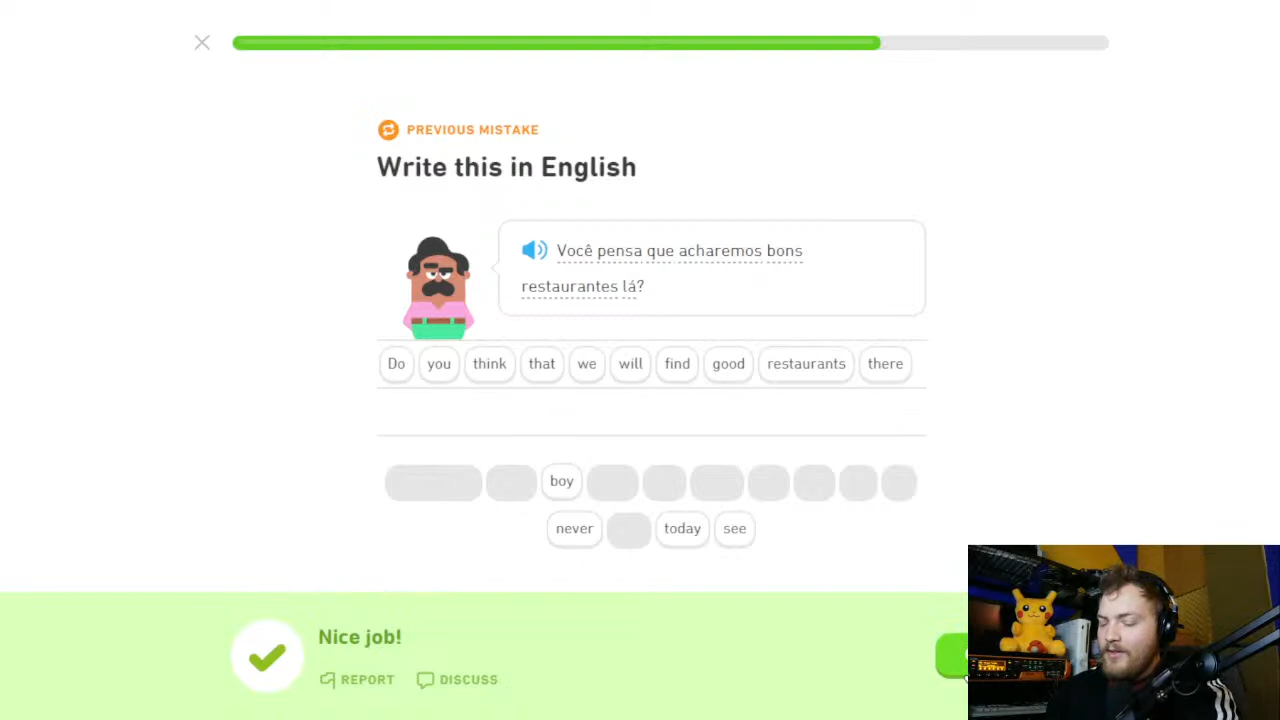 PREVIOUS MISTAKE
Write this in English
Você pensa que acharemos bons
restaurantes lá?
Do you think that we will find good restaurants there
boy
never today see
Nice job!
REPORT DISCUSS